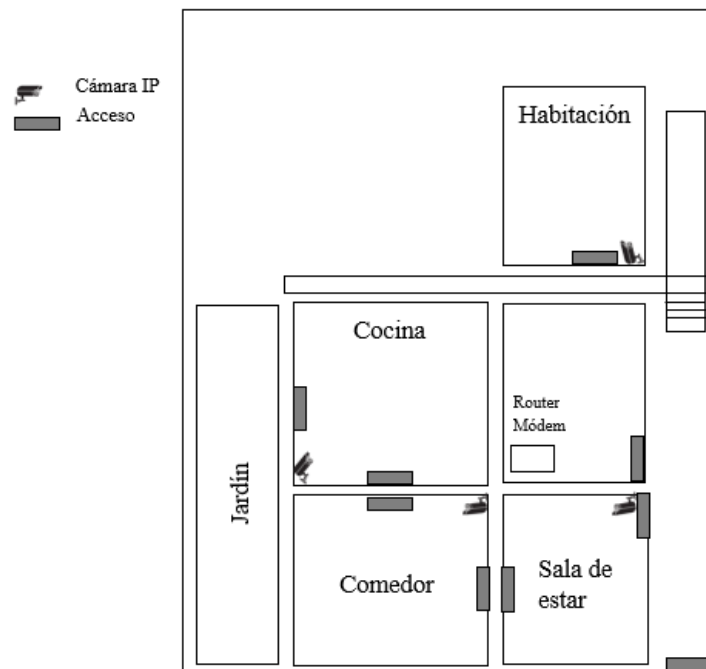 Cámara IP
Acceso
Habitación
Cocina
Router
Módem
Jardín
Comedor
Sala de
estar